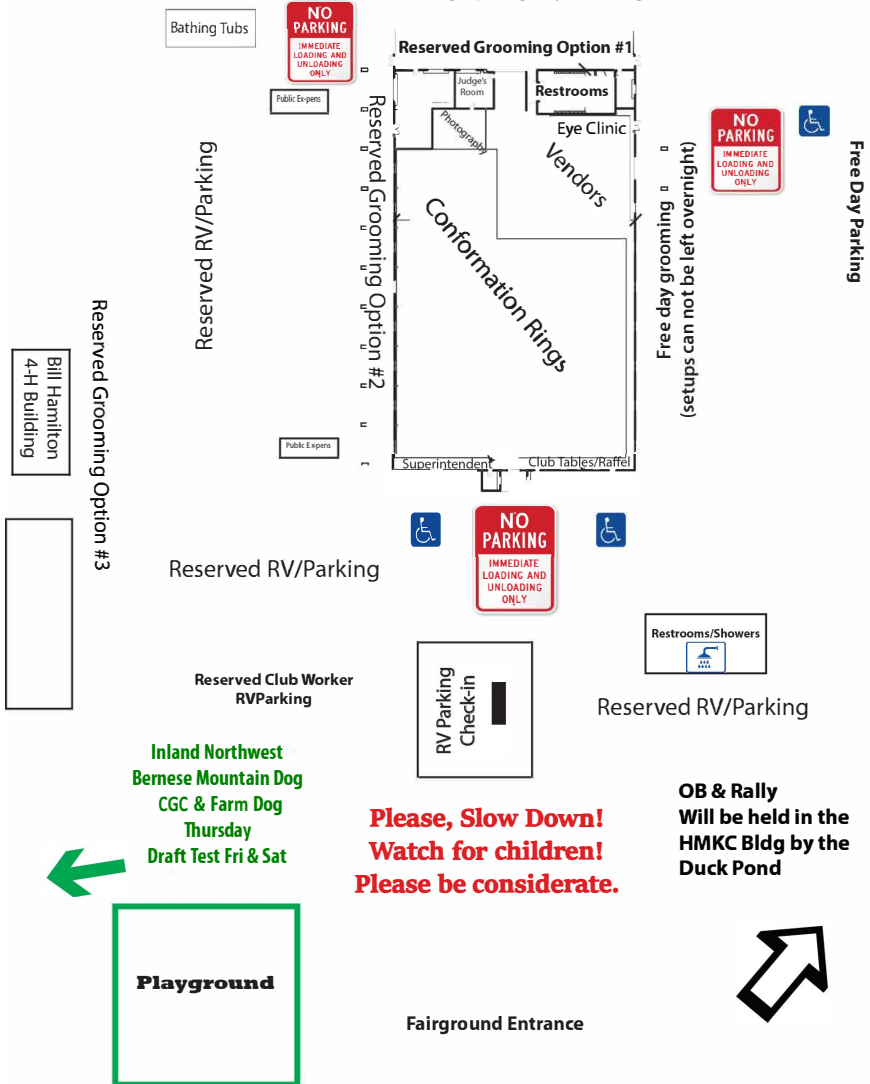 Bathing Tubs
NO
PARKING
IMMEDIATE
LOADING AND
UNLOADING
ONLY
Reserved Grooming Option #1
Judge's
Room
Restrooms
Public Ex-pens
Photography
Eye Clinic
Vendors
NO
PARKING
IMMEDIATE
LOADING AND
UNLOADING
ONLY
Free Day Parking
Reserved RV/Parking
Reserved Grooming Option #2
Conformation Rings
Free day grooming
(setups can not be left overnight)
Reserved Grooming Option #3
Bill Hamilton
4-H Building
Public Ex-pens
Superintendent
Club Tables/Raffel
NO
PARKING
IMMEDIATE
LOADING AND
UNLOADING
ONLY
Reserved RV/Parking
Restrooms/Showers
Reserved Club Worker
RVParking
RV Parking
Check-in
Reserved RV/Parking
Inland Northwest
Bernese Mountain Dog
CGC & Farm Dog
Thursday
Draft Test Fri & Sat
Please, Slow Down!
Watch for children!
Please be considerate.
OB & Rally
Will be held in the
HMKC Bldg by the
Duck Pond
Playground
Fairground Entrance